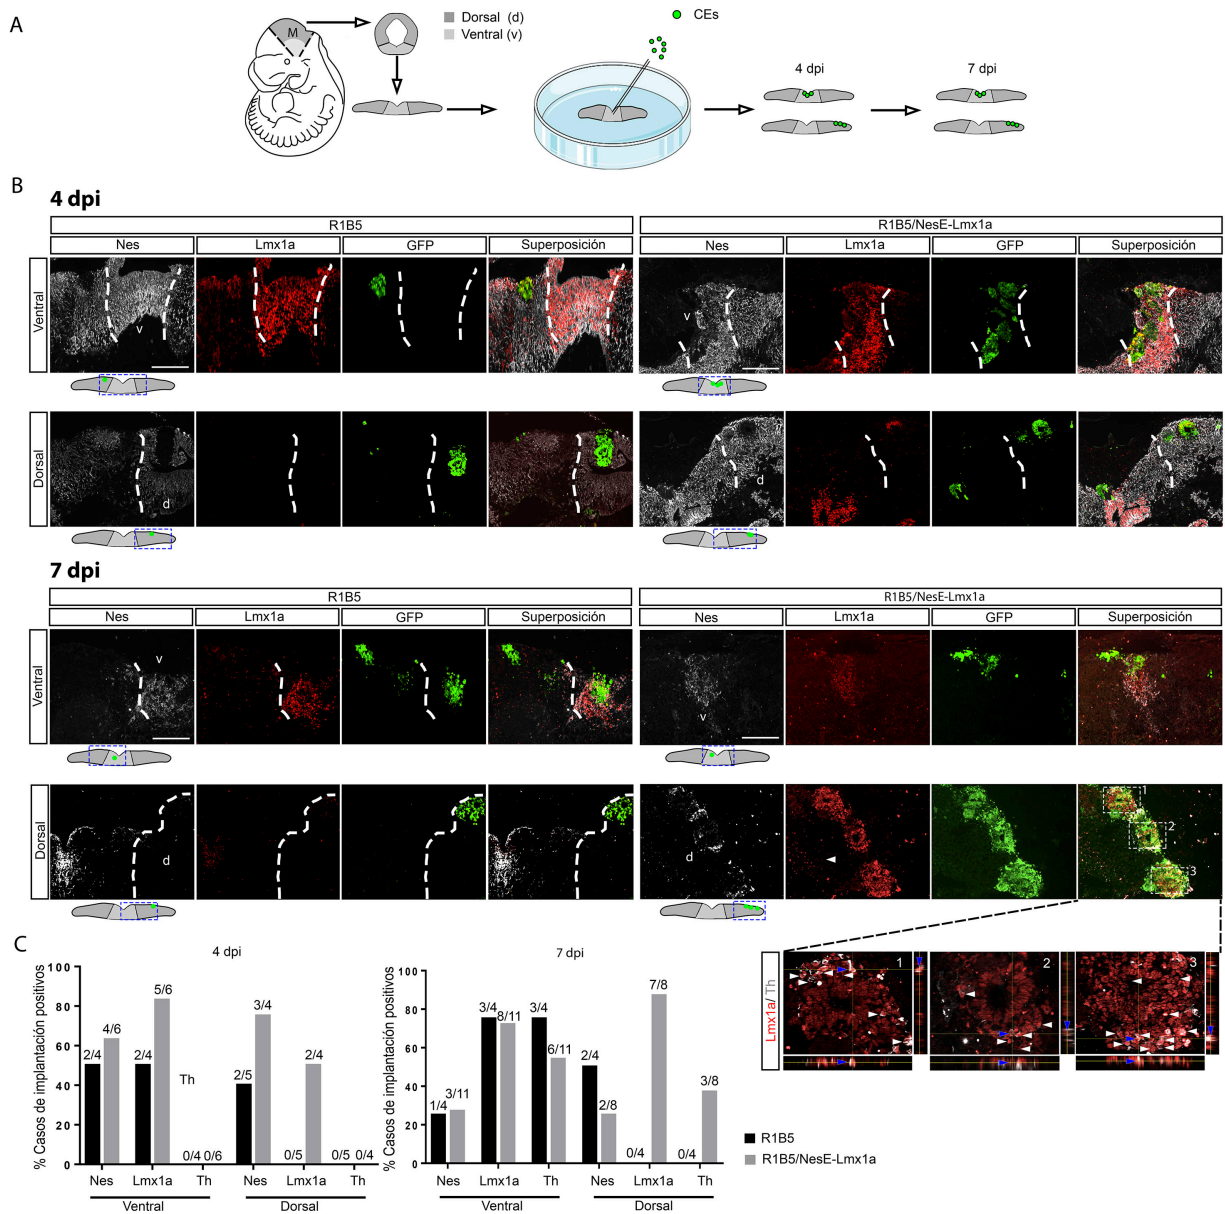 A
M
Dorsal (d)
Ventral (v)
CEs
4 dpi
7 dpi
B
4 dpi
R1B5
R1B5/NesE-Lmx1a
Nes
Lmx1a
GFP
Superposición
Nes
Lmx1a
GFP
Superposición
Ventral
v
v
Dorsal
d
d
7 dpi
R1B5
R1B5/NesE-Lmx1a
Nes
Lmx1a
GFP
Superposición
Nes
Lmx1a
GFP
Superposición
Ventral
v
v
Dorsal
d
d
1
2
3
Lmx1a/ Th
1
2
3
C
4 dpi
% Casos de implantación positivos
100
80
60
40
20
0
2/4
4/6
2/4
5/6
Th
0/4 0/6
2/5
3/4
0/5
2/4
0/5 0/4
Nes
Lmx1a
Th
Nes
Lmx1a
Th
Ventral
Dorsal
7 dpi
% Casos de implantación positivos
100
80
60
40
20
0
1/4
3/11
3/4
8/11
3/4
6/11
2/4
2/8
0/4
7/8
0/4
3/8
Nes
Lmx1a
Th
Nes
Lmx1a
Th
Ventral
Dorsal
R1B5
R1B5/NesE-Lmx1a